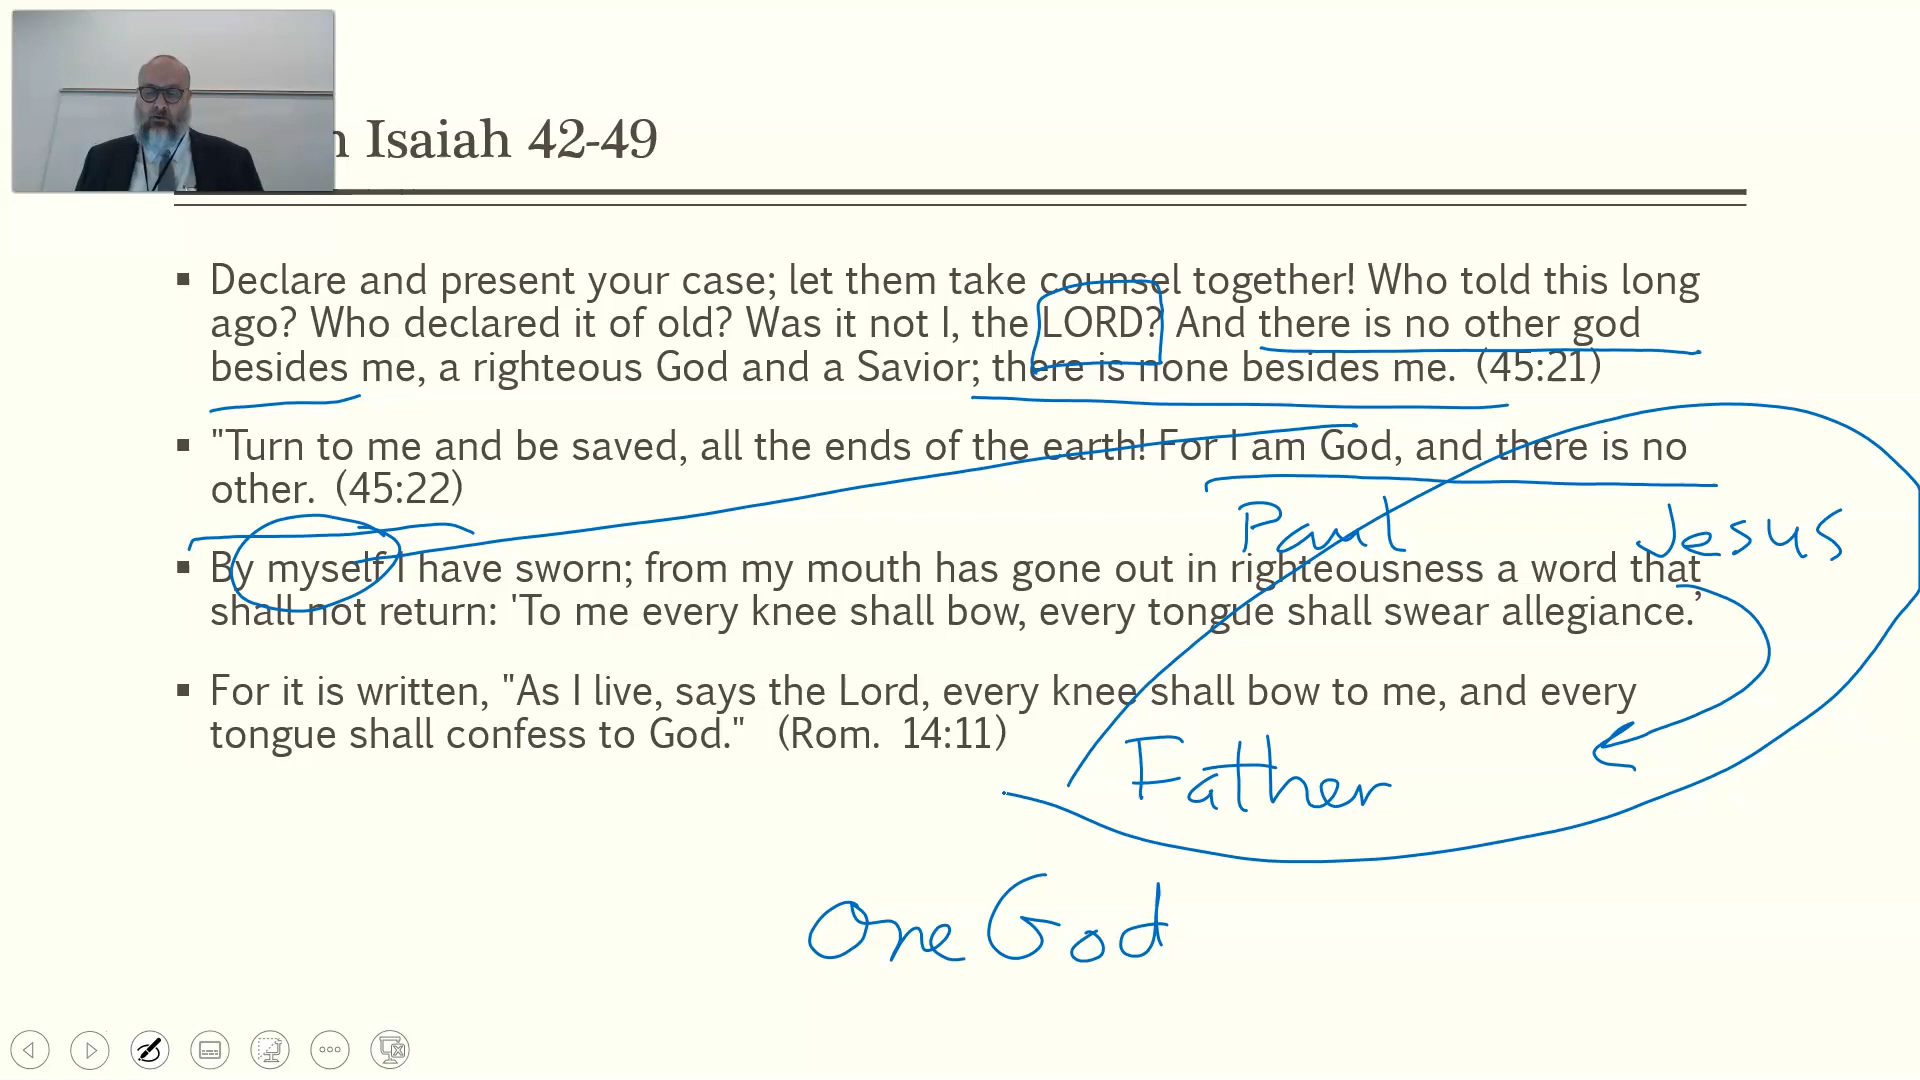 n Isaiah 42-49
▪ Declare and present your case; let them take counsel together! Who told this long
ago? Who declared it of old? Was it not I, the LORD? And there is no other god
besides me, a righteous God and a Savior; there is none besides me. (45:21)
▪ "Turn to me and be saved, all the ends of the earth! For I am God, and there is no
other. (45:22)
Paul
Jesus
▪ By myself I have sworn; from my mouth has gone out in righteousness a word that
shall not return: 'To me every knee shall bow, every tongue shall swear allegiance.'
▪ For it is written, "As I live, says the Lord, every knee shall bow to me, and every
tongue shall confess to God." (Rom. 14:11)
Father
One God